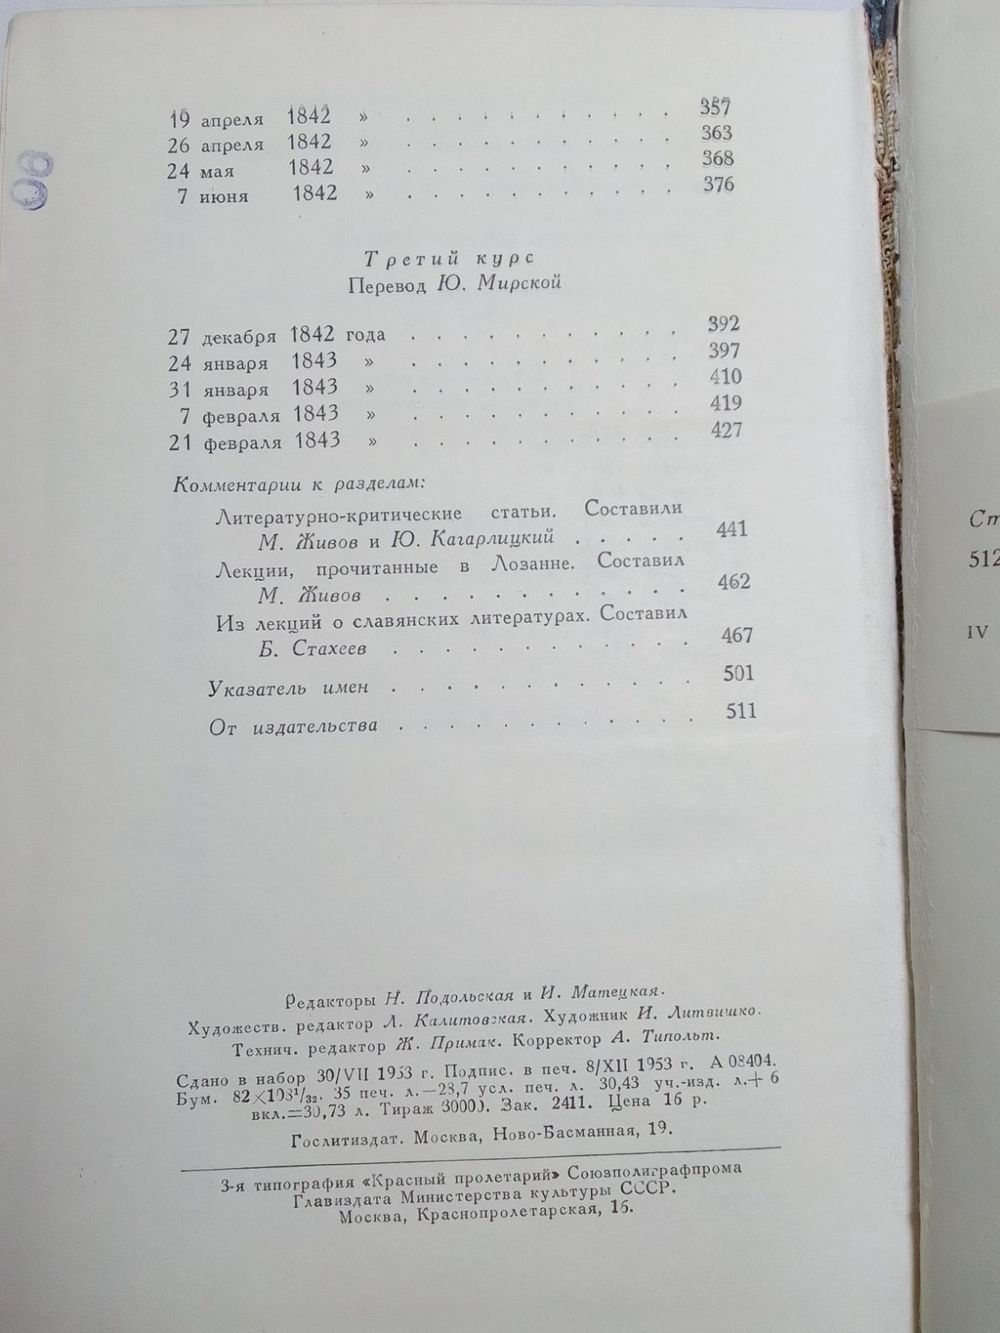 19 апреля 1842 » . . . . . . . . . . . 357
26 апреля 1842 » . . . . . . . . . . . 363
24 мая 1842 » . . . . . . . . . . . 368
7 июня 1842 » . . . . . . . . . . . 376
Третий курс
Перевод Ю. Мирской
27 декабря 1842 года . . . . . . . . . . . 392
24 января 1843 » . . . . . . . . . . . 397
31 января 1843 » . . . . . . . . . . . 410
7 февраля 1843 » . . . . . . . . . . . 419
21 февраля 1843 » . . . . . . . . . . . 427
Комментарии к разделам:
Литературно-критические статьи. Составили
М. Живов и Ю. Кагарлицкий . . . . . 441
Лекции, прочитанные в Лозанне. Составил
М. Живов . . . . . . . . . . . . 462
Из лекций о славянских литературах. Составил
Б. Стахеев . . . . . . . . . . . . 467
Указатель имен . . . . . . . . . . . . 501
От издательства . . . . . . . . . . . . 511
Редакторы Н. Подольская и И. Матецкая.
Художеств. редактор Л. Калитовская. Художник И. Литвишко.
Технич. редактор Ж. Примак. Корректор А. Типольт.
Сдано в набор 30/VII 1953 г. Подпис. в печ. 8/XII 1953 г. А 08404.
Бум. 82×103¹/₃₂. 35 печ. л.—28,7 усл. печ. л. 30,43 уч.-изд. л.+ 6
вкл.=30,73 л. Тираж 30000. Зак. 2411. Цена 16 р.
Гослитиздат. Москва, Ново-Басманная, 19.
3-я типография «Красный пролетарий» Союзполиграфпрома
Главиздата Министерства культуры СССР.
Москва, Краснопролетарская, 16.
Ст
512
IV